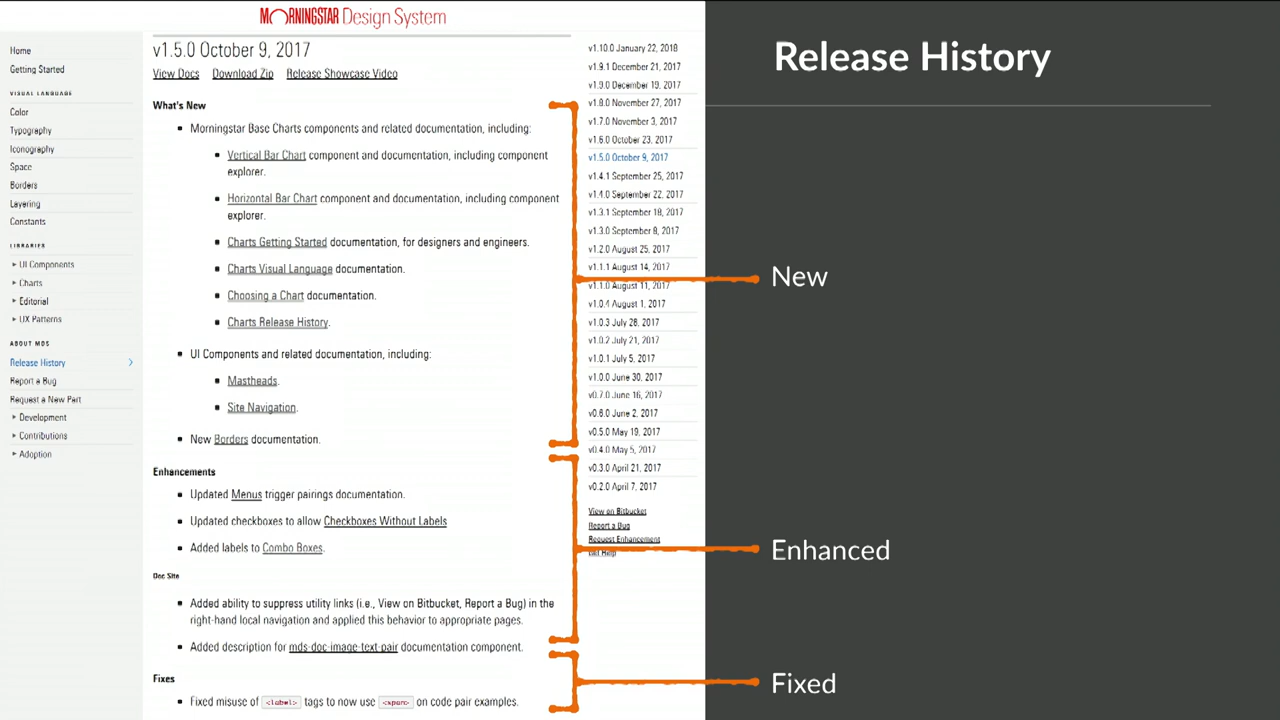 MORNINGSTAR Design System
Home
Getting Started
VISUAL LANGUAGE
Color
Typography
Iconography
Space
Borders
Layering
Constants
LIBRARIES
UI Components
Charts
Editorial
UX Patterns
ABOUT MDS
Release History
Report a Bug
Request a New Part
Development
Contributions
Adoption
v1.5.0 October 9, 2017
View Docs Download Zip Release Showcase Video
What's New
Morningstar Base Charts components and related documentation, including:
Vertical Bar Chart component and documentation, including component
explorer.
Horizontal Bar Chart component and documentation, including component
explorer.
Charts Getting Started documentation, for designers and engineers.
Charts Visual Language documentation.
Choosing a Chart documentation.
Charts Release History.
UI Components and related documentation, including:
Mastheads.
Site Navigation.
New Borders documentation.
Enhancements
Updated Menus trigger pairings documentation.
Updated checkboxes to allow Checkboxes Without Labels
Added labels to Combo Boxes.
Doc Site
Added ability to suppress utility links (i.e., View on Bitbucket, Report a Bug) in the
right-hand local navigation and applied this behavior to appropriate pages.
Added description for mds-doc-image-text-pair documentation component.
Fixes
Fixed misuse of <label> tags to now use <span> on code pair examples.
v1.10.0 January 22, 2018
v1.9.1 December 21, 2017
v1.9.0 December 19, 2017
v1.8.0 November 27, 2017
v1.7.0 November 3, 2017
v1.6.0 October 23, 2017
v1.5.0 October 9, 2017
v1.4.1 September 25, 2017
v1.4.0 September 22, 2017
v1.3.1 September 18, 2017
v1.3.0 September 8, 2017
v1.2.0 August 25, 2017
v1.1.1 August 14, 2017
v1.1.0 August 11, 2017
v1.0.4 August 1, 2017
v1.0.3 July 28, 2017
v1.0.2 July 21, 2017
v1.0.1 July 5, 2017
v1.0.0 June 30, 2017
v0.7.0 June 16, 2017
v0.6.0 June 2, 2017
v0.5.0 May 19, 2017
v0.4.0 May 5, 2017
v0.3.0 April 21, 2017
v0.2.0 April 7, 2017
View on Bitbucket
Report a Bug
Request Enhancement
Get Help
Release History
New
Enhanced
Fixed